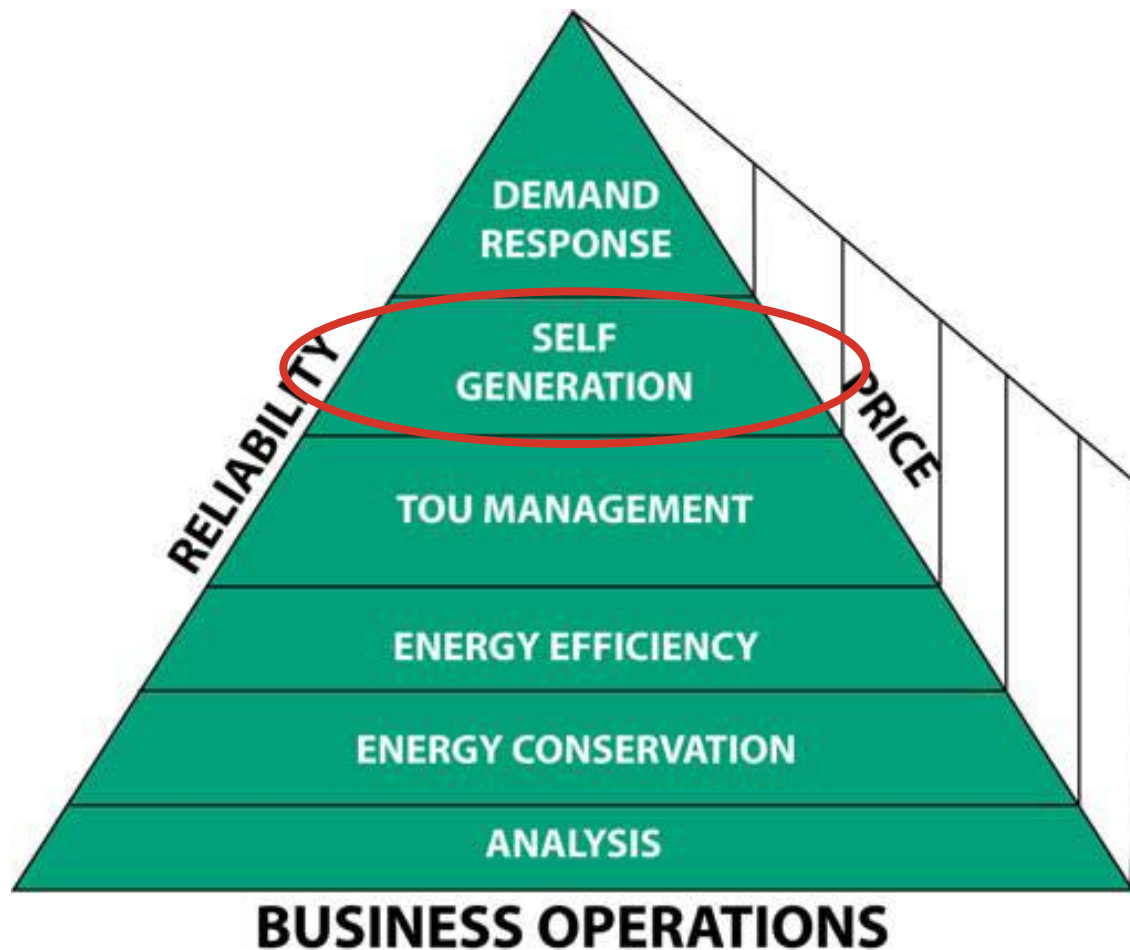 DEMAND
RESPONSE
SELF
GENERATION
RELIABILITY
PRICE
TOU MANAGEMENT
ENERGY EFFICIENCY
ENERGY CONSERVATION
ANALYSIS
BUSINESS OPERATIONS